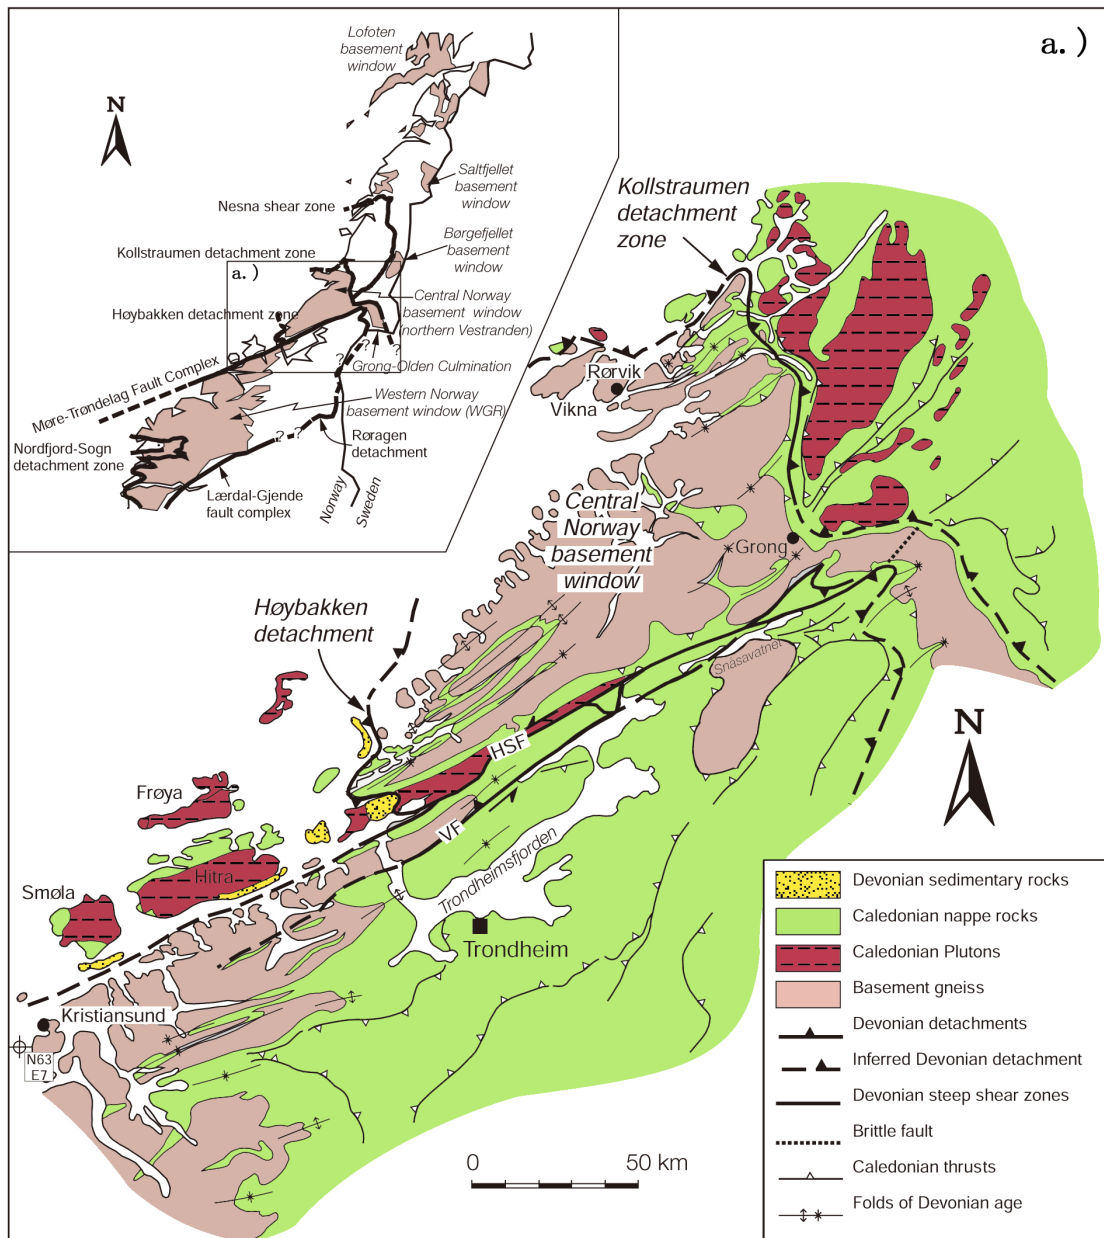 a.)
Lofoten
basement
window
N
Saltfjellet
basement
window
Nesna shear zone
Børgefjellet
basement
window
Kollstraumen detachment zone
a.)
Central Norway
basement window
(northern Vestranden)
Høybakken detachment zone
?
?
?
Grong-Olden Culmination
Møre-Trøndelag Fault Complex
Western Norway
basement window (WGR)
Nordfjord-Sogn
detachment zone
?
?
Røragen
detachment
Lærdal-Gjende
fault complex
Norway
Sweden
Kollstraumen
detachment
zone
Rørvik
Vikna
Central
Norway
basement
window
Grong
Høybakken
detachment
Snåsavatnet
HSF
N
Frøya
VF
Hitra
Trondheimsfjorden
Smøla
Trondheim
Kristiansund
N63
E7
0
50 km
Devonian sedimentary rocks
Caledonian nappe rocks
Caledonian Plutons
Basement gneiss
Devonian detachments
Inferred Devonian detachment
Devonian steep shear zones
Brittle fault
Caledonian thrusts
Folds of Devonian age